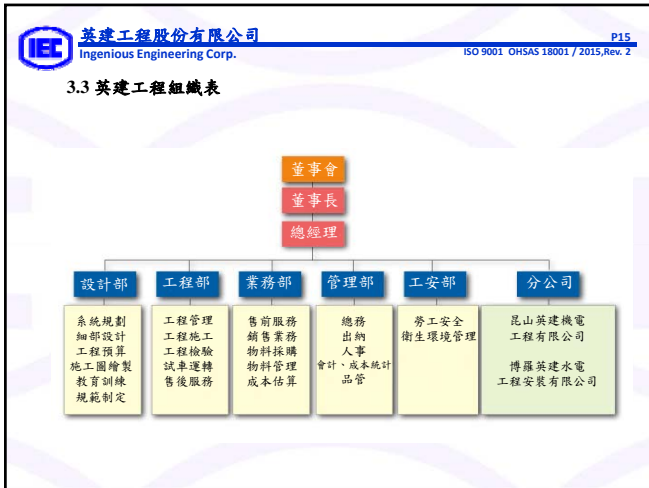 IEC
英建工程股份有限公司
P15
Ingenious Engineering Corp.
ISO 9001 OHSAS 18001 / 2015,Rev. 2
3.3 英建工程組織表
董事會
董事長
總經理
設計部
系統規劃
細部設計
工程預算
施工圖繪製
教育訓練
規範制定
工程部
工程管理
工程施工
工程檢驗
試車運轉
售後服務
業務部
售前服務
銷售業務
物料採購
物料管理
成本估算
管理部
總務
出納
人事
會計、成本統計
品管
工安部
勞工安全
衛生環境管理
分公司
昆山英建機電
工程有限公司
博羅英建水電
工程安裝有限公司